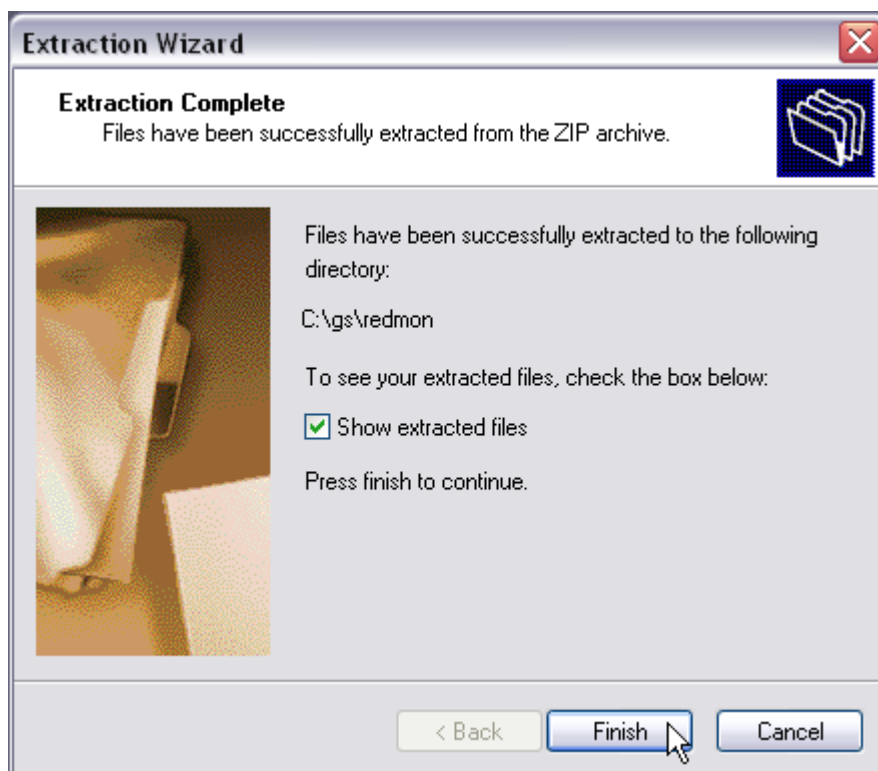 Extraction Wizard
Extraction Complete
Files have been successfully extracted from the ZIP archive.
Files have been successfully extracted to the following
directory:
C:\gs\redmon
To see your extracted files, check the box below:
Show extracted files
Press finish to continue.
< Back
Finish
Cancel